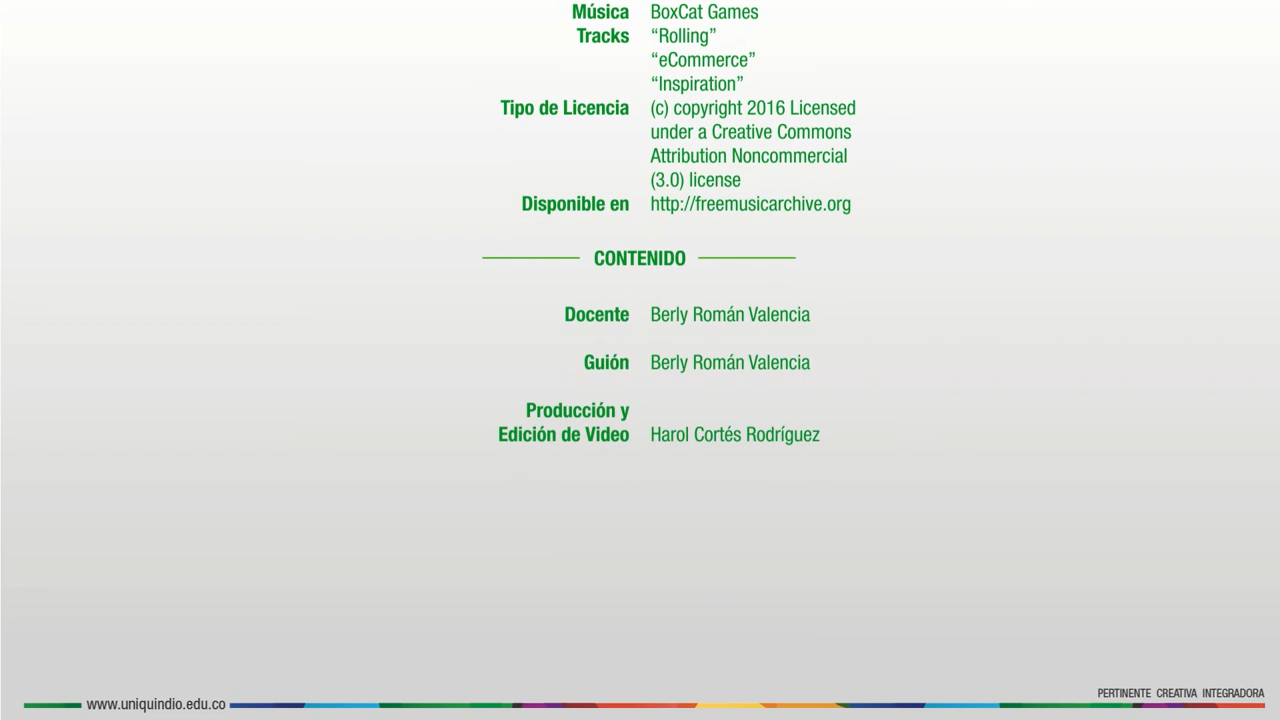 Música BoxCat Games
Tracks “Rolling”
“eCommerce”
“Inspiration”
Tipo de Licencia (c) copyright 2016 Licensed
under a Creative Commons
Attribution Noncommercial
(3.0) license
Disponible en http://freemusicarchive.org
CONTENIDO
Docente Berly Román Valencia
Guión Berly Román Valencia
Producción y
Edición de Video Harol Cortés Rodríguez
PERTINENTE CREATIVA INTEGRADORA
www.uniquindio.edu.co